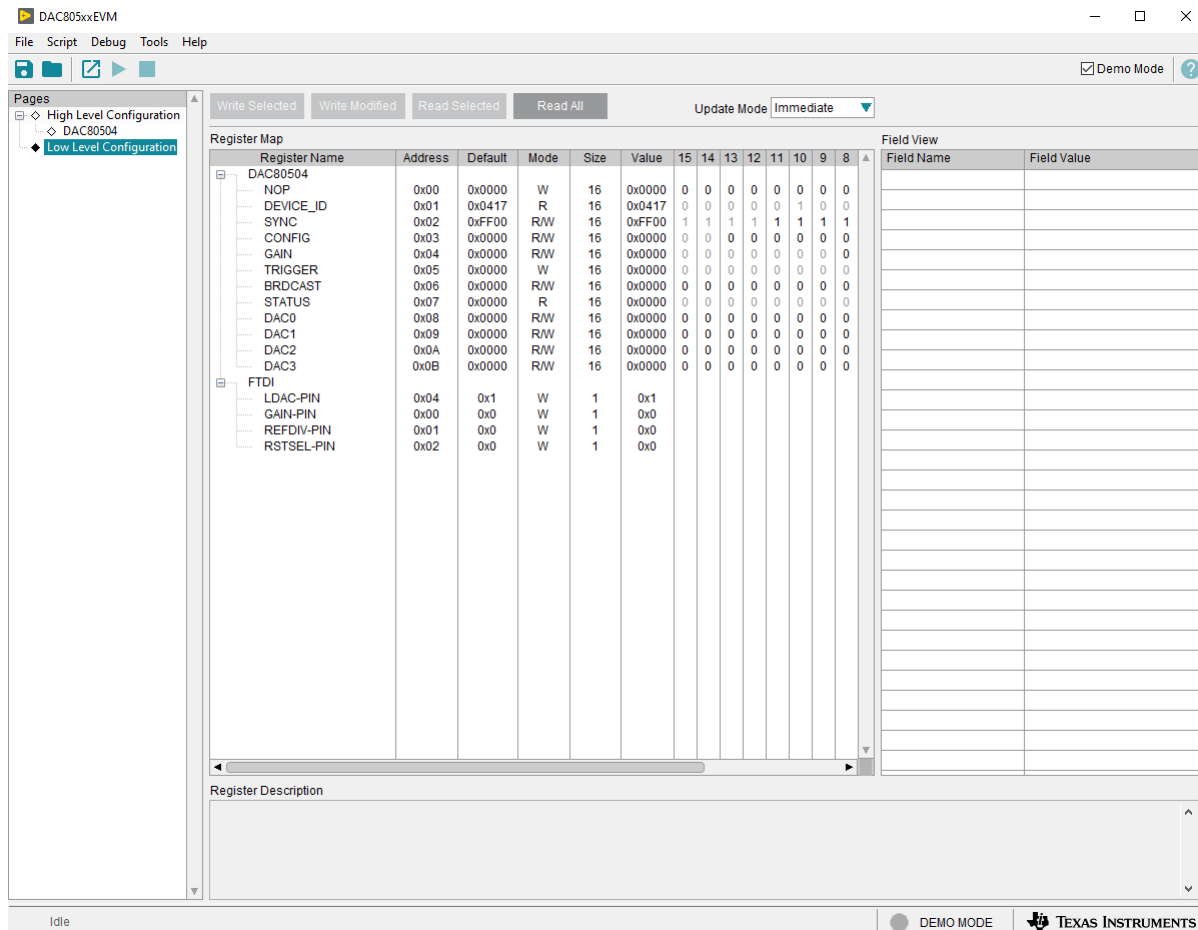 DAC805xxEVM
File Script Debug Tools Help
Demo Mode ?
Pages
High Level Configuration
DAC80504
Low Level Configuration
Write Selected Write Modified Read Selected Read All Update Mode Immediate
Register Map
Register Name Address Default Mode Size Value 15 14 13 12 11 10 9 8
DAC80504
NOP 0x00 0x0000 W 16 0x0000 0 0 0 0 0 0 0 0
DEVICE_ID 0x01 0x0417 R 16 0x0417 0 0 0 0 0 1 0 0
SYNC 0x02 0xFF00 R/W 16 0xFF00 1 1 1 1 1 1 1 1
CONFIG 0x03 0x0000 R/W 16 0x0000 0 0 0 0 0 0 0 0
GAIN 0x04 0x0000 R/W 16 0x0000 0 0 0 0 0 0 0 0
TRIGGER 0x05 0x0000 W 16 0x0000 0 0 0 0 0 0 0 0
BRDCAST 0x06 0x0000 R/W 16 0x0000 0 0 0 0 0 0 0 0
STATUS 0x07 0x0000 R 16 0x0000 0 0 0 0 0 0 0 0
DAC0 0x08 0x0000 R/W 16 0x0000 0 0 0 0 0 0 0 0
DAC1 0x09 0x0000 R/W 16 0x0000 0 0 0 0 0 0 0 0
DAC2 0x0A 0x0000 R/W 16 0x0000 0 0 0 0 0 0 0 0
DAC3 0x0B 0x0000 R/W 16 0x0000 0 0 0 0 0 0 0 0
FTDI
LDAC-PIN 0x04 0x1 W 1 0x1
GAIN-PIN 0x00 0x0 W 1 0x0
REFDIV-PIN 0x01 0x0 W 1 0x0
RSTSEL-PIN 0x02 0x0 W 1 0x0
Field View
Field Name Field Value
Register Description
Idle DEMO MODE TEXAS INSTRUMENTS